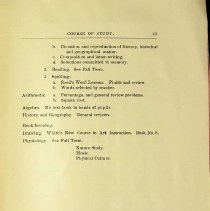 COURSE OF STUDY. 13
b. Dictation, and reproduction of literary, historical
and geographical matter.
c. Composition and letter-writing.
d. Selections committed to memory.
2. Reading. See Fall Term.
3. Spelling:
a. Reed's Word Lessons. Finish and review.
b. Words selected by teacher.
Arithmetic. a. Percentage, and general review problems.
b. Square root.
Algebra. No text-book in hands of pupils.
History and Geography. General reviews.
Book-keeping.
Drawing. White's New Course in Art Instruction. Book No. 8.
Physiology. See Fall Term.
Nature Study.
Music.
Physical Culture.